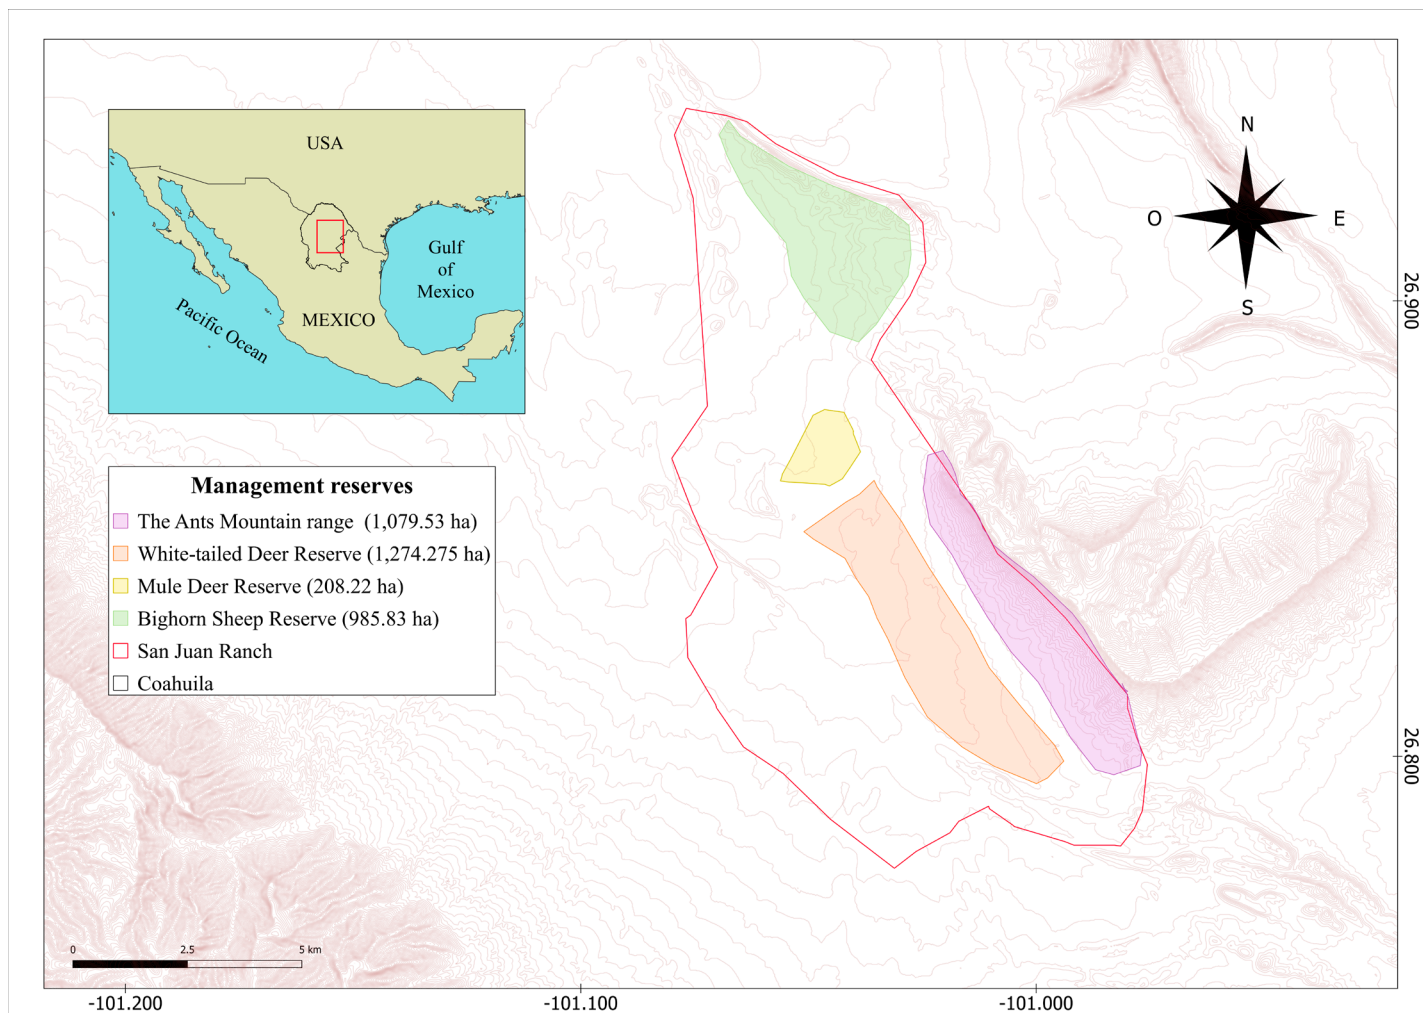 USA
Gulf
of
Mexico
MEXICO
Pacific Ocean
N
O
E
S
26.900
Management reserves
The Ants Mountain range (1,079.53 ha)
White-tailed Deer Reserve (1,274.275 ha)
Mule Deer Reserve (208.22 ha)
Bighorn Sheep Reserve (985.83 ha)
San Juan Ranch
Coahuila
26.800
0 2.5 5 km
-101.200 -101.100 -101.000